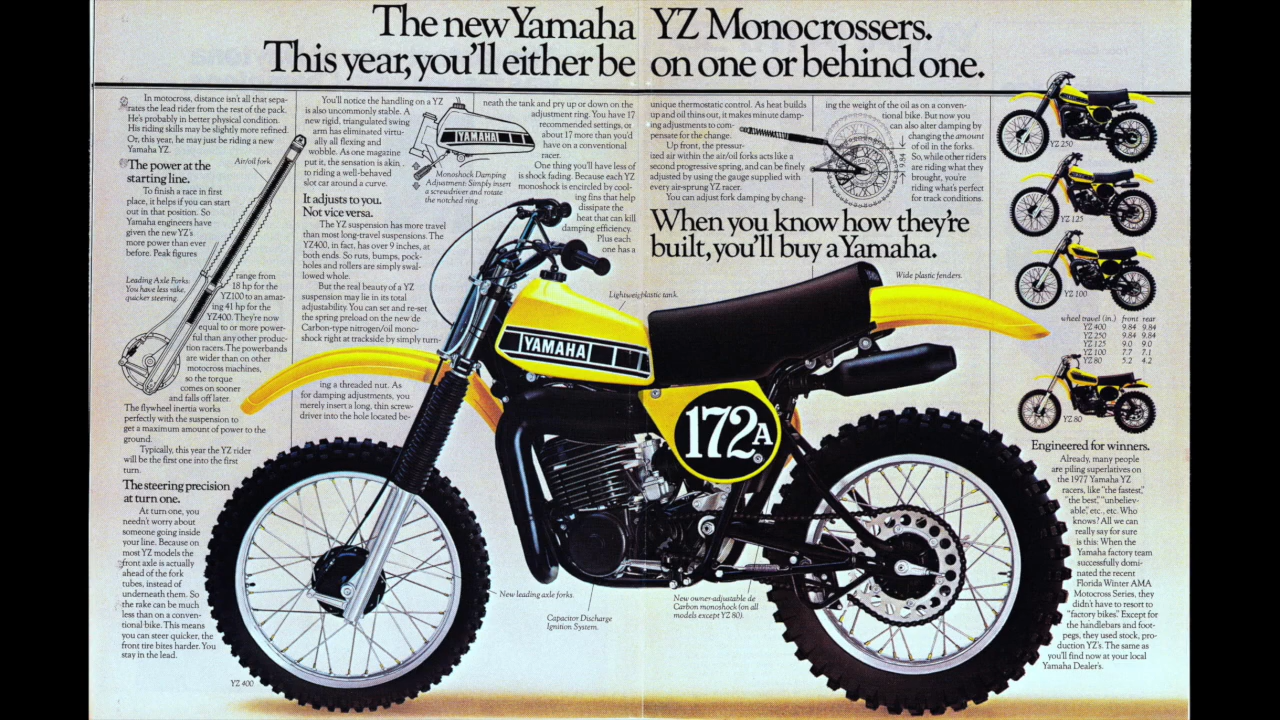 The new Yamaha YZ Monocrossers.
This year, you'll either be on one or behind one.
In motocross, distance isn't all that sepa-
rates the lead rider from the rest of the pack.
He's probably in better physical condition.
His riding skills may be slightly more refined.
Or, this year, he may just be riding a new
Yamaha YZ.
The power at the
starting line.
To finish a race in first
place, it helps if you can start
out in that position. So
Yamaha engineers have
given the new YZ's
more power than ever
before. Peak figures
range from
18 hp for the
YZ100 to an amaz-
ing 41 hp for the
YZ400. They're now
equal to or more power-
ful than any other produc-
tion racers. The powerbands
are wider than on other
motocross machines,
so the torque
comes on sooner
and falls off later.
The flywheel inertia works
perfectly with the suspension to
get a maximum amount of power to the
ground.
Typically, this year the YZ rider
will be the first one into the first
turn.
The steering precision
at turn one.
At turn one, you
needn't worry about
someone going inside
your line. Because on
most YZ models the
front axle is actually
ahead of the fork
tubes, instead of
underneath them. So
the rake can be much
less than on a conven-
tional bike. This means
you can steer quicker, the
front tire bites harder. You
stay in the lead.
Air/oil fork.
Leading Axle Forks:
You have less rake,
quicker steering.
YZ 400
You'll notice the handling on a YZ
is also uncommonly stable. A
new rigid, triangulated swing
arm has eliminated virtu-
ally all flexing and
wobble. As one magazine
put it, the sensation is akin
to riding a well-behaved
slot car around a curve.
It adjusts to you.
Not vice versa.
The YZ suspension has more travel
than most long-travel suspensions. The
YZ400, in fact, has over 9 inches, at
both ends. So ruts, bumps, pock-
holes and rollers are simply swal-
lowed whole.
But the real beauty of a YZ
suspension may lie in its total
adjustability. You can set and re-set
the spring preload on the new de
Carbon-type nitrogen/oil mono-
shock right at trackside by simply turn-
ing a threaded nut. As
for damping adjustments, you
merely insert a long, thin screw-
driver into the hole located be-
YAMAHA
Monoshock Damping
Adjustment: Simply insert
a screwdriver and rotate
the notched ring.
neath the tank and pry up or down on the
adjustment ring. You have 17
recommended settings, or
about 17 more than you'd
have on a conventional
racer.
One thing you'll have less of
is shock fading. Because each YZ
monoshock is encircled by cool-
ing fins that help
dissipate the
heat that can kill
damping efficiency.
Plus each
one has a
unique thermostatic control. As heat builds
up and oil thins out, it makes minute damp-
ing adjustments to com-
pensate for the change.
Up front, the pressur-
ized air within the air/oil forks acts like a
second progressive spring, and can be finely
adjusted by using the gauge supplied with
every air-sprung YZ racer.
You can adjust fork damping by chang-
ing the weight of the oil as on a conven-
tional bike. But now you
can also alter damping by
changing the amount
of oil in the forks.
So, while other riders
are riding what they
brought, you're
riding what's perfect
for track conditions.
9.84
When you know how they're
built, you'll buy a Yamaha.
Lightweight plastic tank.
Wide plastic fenders.
YAMAHA
172A
New leading axle forks.
Capacitor Discharge
Ignition System.
New owner-adjustable de
Carbon monoshock (on all
models except YZ 80).
YZ 250
YZ 125
YZ 100
wheel travel (in.) front rear
YZ 400 9.84 9.84
YZ 250 9.84 9.84
YZ 125 9.0 9.0
YZ 100 7.7 7.1
YZ 80 5.2 4.2
YZ 80
Engineered for winners.
Already, many people
are piling superlatives on
the 1977 Yamaha YZ
racers, like "the fastest,"
"the best," "unbeliev-
able," etc., etc. Who
knows? All we can
really say for sure
is this: When the
Yamaha factory team
successfully domi-
nated the recent
Florida Winter AMA
Motocross Series, they
didn't have to resort to
"factory bikes." Except for
the handlebars and foot-
pegs, they used stock, pro-
duction YZ's. The same as
you'll find now at your local
Yamaha Dealer's.